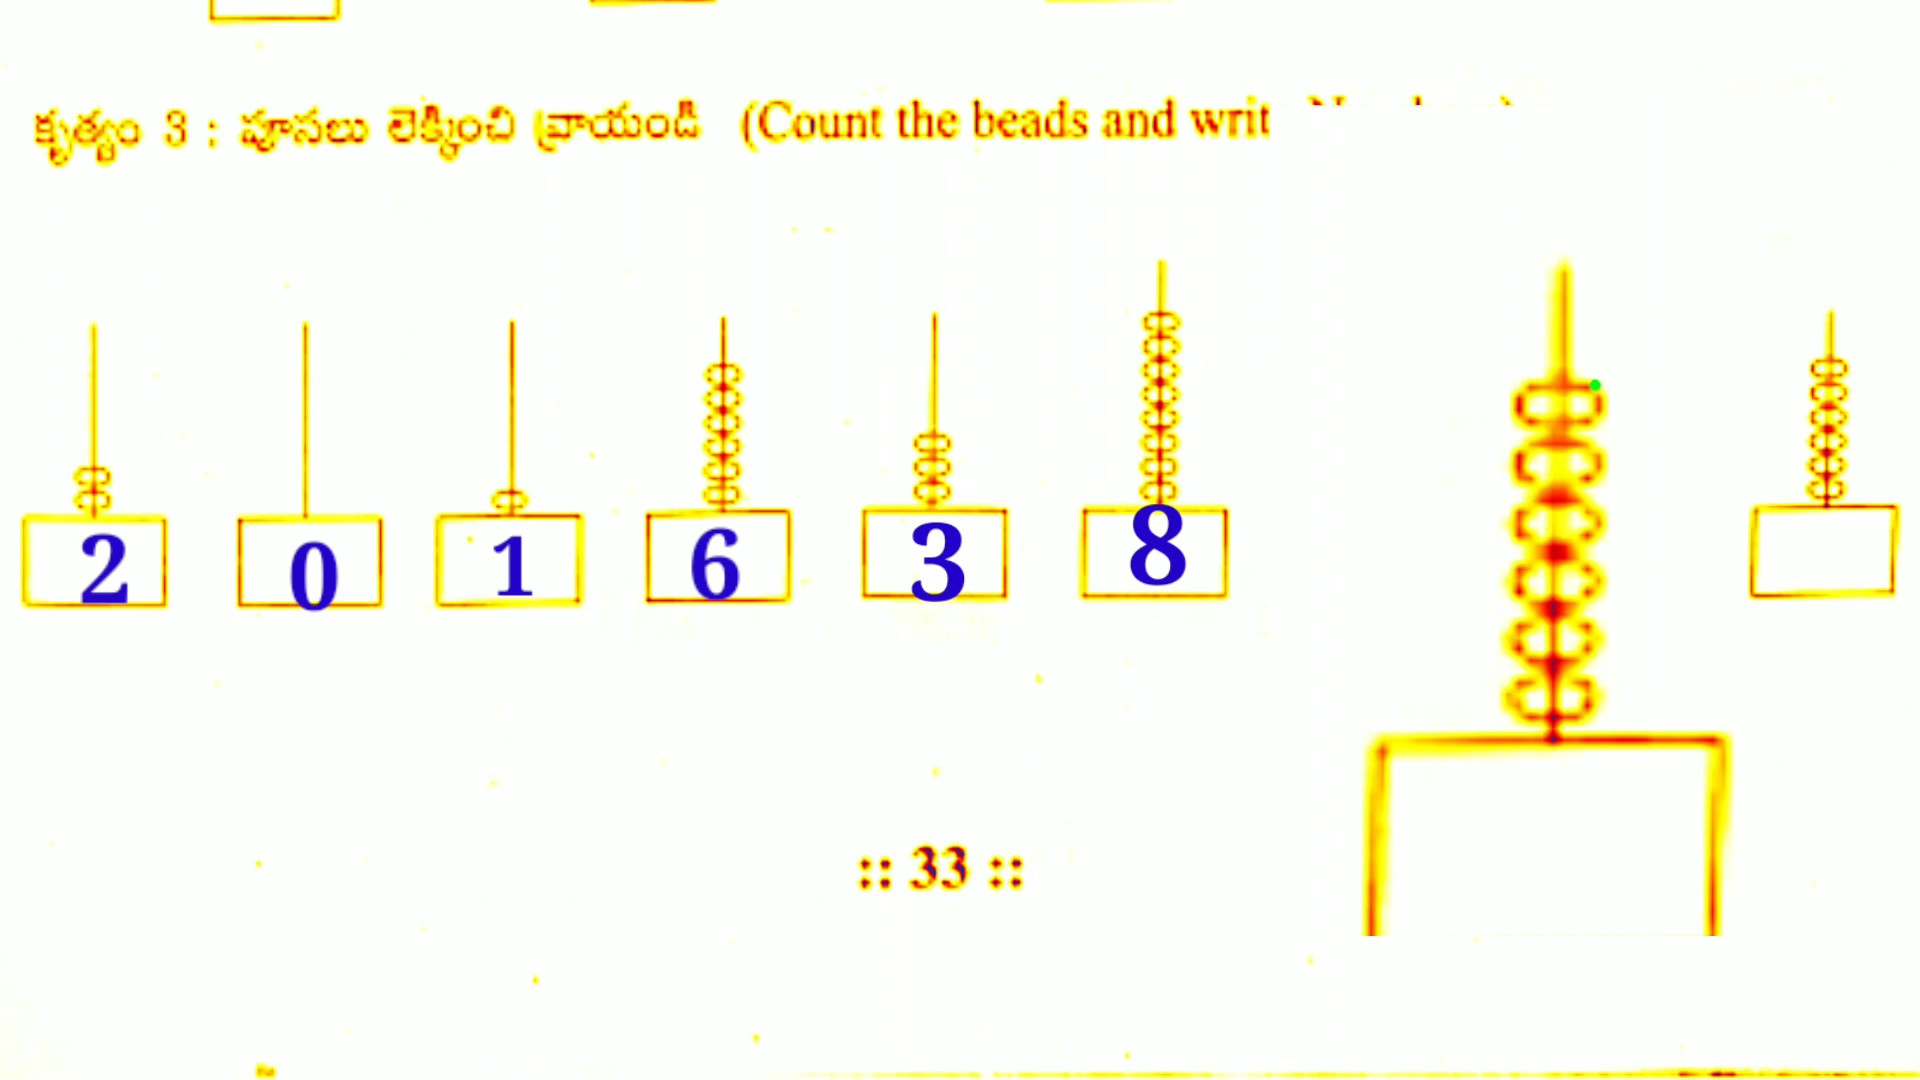 కృత్యం 3 : పూసలు లెక్కించి వ్రాయండి (Count the beads and writ
2 0 1 6 3 8
:: 33 ::